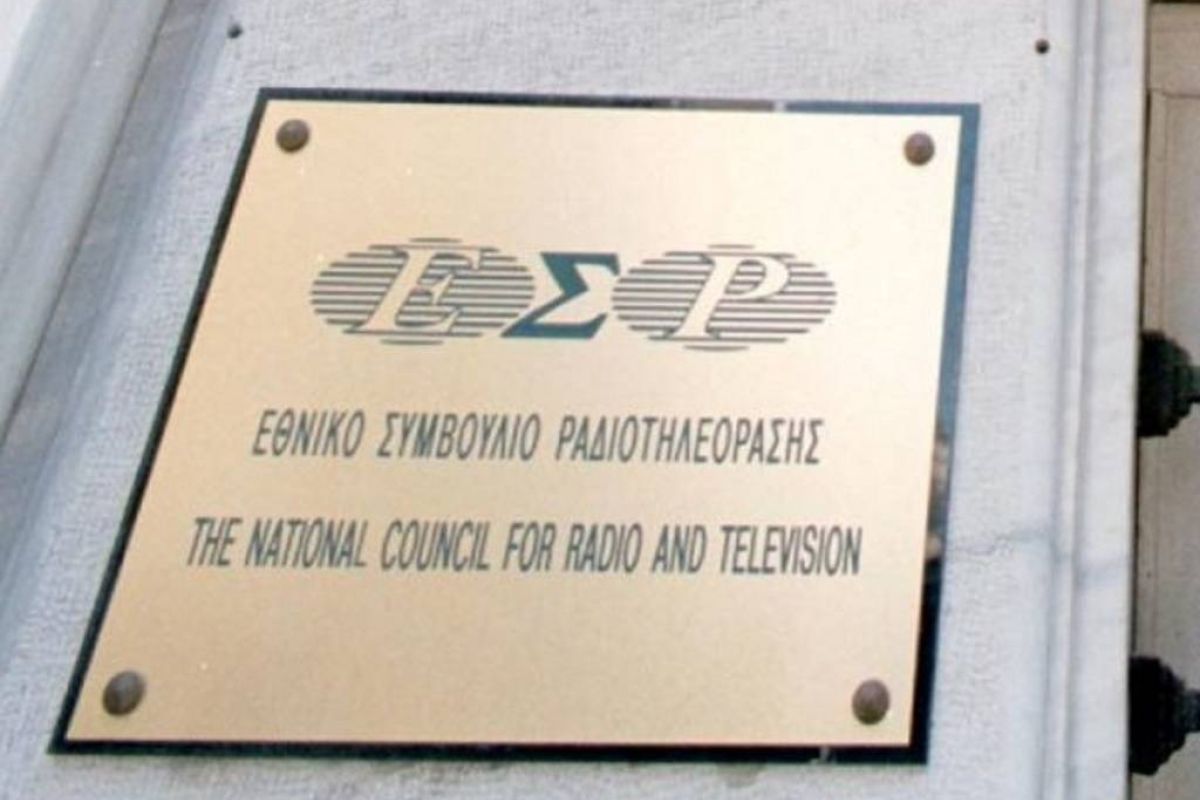 ΕΣΡ
ΕΘΝΙΚΟ ΣΥΜΒΟΥΛΙΟ ΡΑΔΙΟΤΗΛΕΟΡΑΣΗΣ
THE NATIONAL COUNCIL FOR RADIO AND TELEVISION